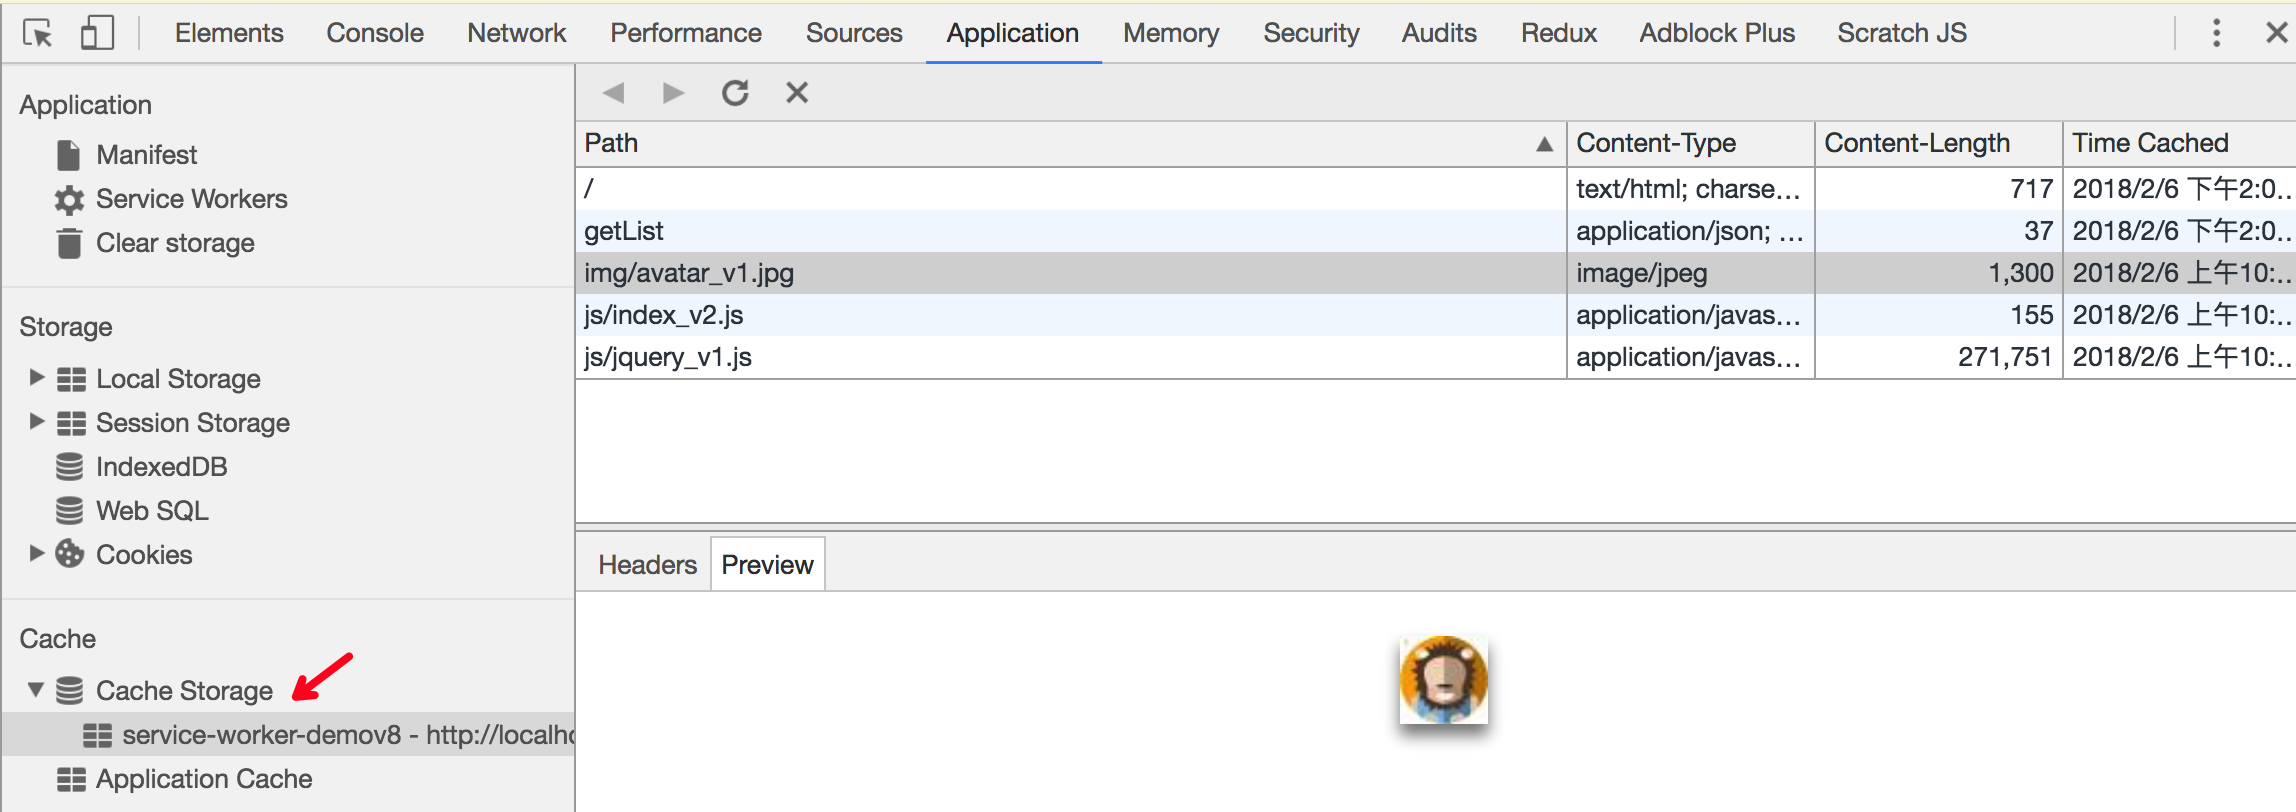 Elements Console Network Performance Sources Application Memory Security Audits Redux Adblock Plus Scratch JS
Application
Manifest
Service Workers
Clear storage
Storage
Local Storage
Session Storage
IndexedDB
Web SQL
Cookies
Cache
Cache Storage
service-worker-demov8 - http://localho
Application Cache
Path Content-Type Content-Length Time Cached
/ text/html; charse... 717 2018/2/6 下午2:0...
getList application/json; ... 37 2018/2/6 下午2:0...
img/avatar_v1.jpg image/jpeg 1,300 2018/2/6 上午10:...
js/index_v2.js application/javas... 155 2018/2/6 上午10:...
js/jquery_v1.js application/javas... 271,751 2018/2/6 上午10:...
Headers Preview